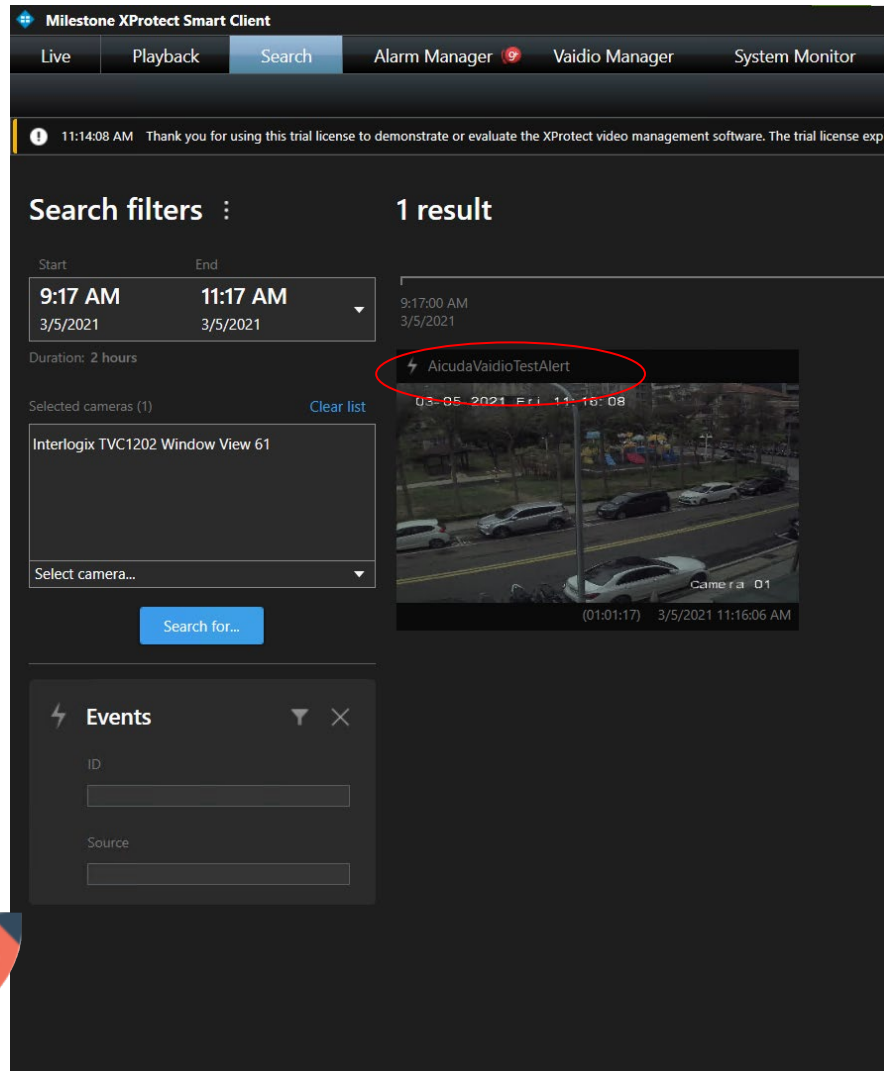 Milestone XProtect Smart Client
Live Playback Search Alarm Manager 9+ Vaidio Manager System Monitor
11:14:08 AM Thank you for using this trial license to demonstrate or evaluate the XProtect video management software. The trial license exp
Search filters
1 result
Start End
9:17 AM 11:17 AM
3/5/2021 3/5/2021
9:17:00 AM
3/5/2021
Duration: 2 hours
AicudaVaidioTestAlert
Selected cameras (1) Clear list
03-05-2021 Fri 11:16:08
Interlogix TVC1202 Window View 61
Select camera...
Camera 01
(01:01:17) 3/5/2021 11:16:06 AM
Search for...
Events
ID
Source